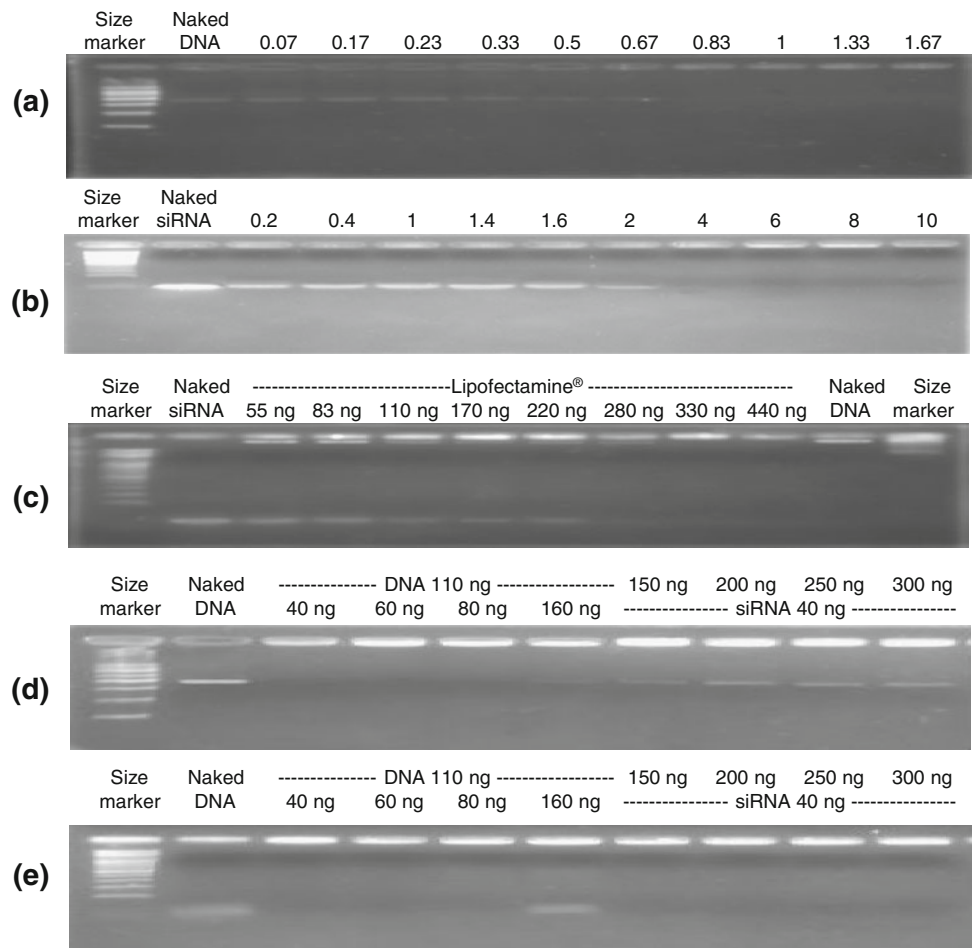 Size Naked
marker DNA 0.07 0.17 0.23 0.33 0.5 0.67 0.83 1 1.33 1.67
(a)
Size Naked
marker siRNA 0.2 0.4 1 1.4 1.6 2 4 6 8 10
(b)
Size Naked -------------------------------Lipofectamine® -------------------------------- Naked Size
marker siRNA 55 ng 83 ng 110 ng 170 ng 220 ng 280 ng 330 ng 440 ng DNA marker
(c)
Size Naked --------------- DNA 110 ng ------------------ 150 ng 200 ng 250 ng 300 ng
marker DNA 40 ng 60 ng 80 ng 160 ng ---------------- siRNA 40 ng ----------------
(d)
Size Naked --------------- DNA 110 ng ------------------ 150 ng 200 ng 250 ng 300 ng
marker DNA 40 ng 60 ng 80 ng 160 ng ---------------- siRNA 40 ng ----------------
(e)